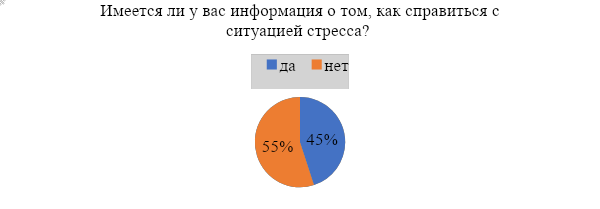 Имеется ли у вас информация о том, как справиться с
ситуацией стресса?
да нет
55% 45%